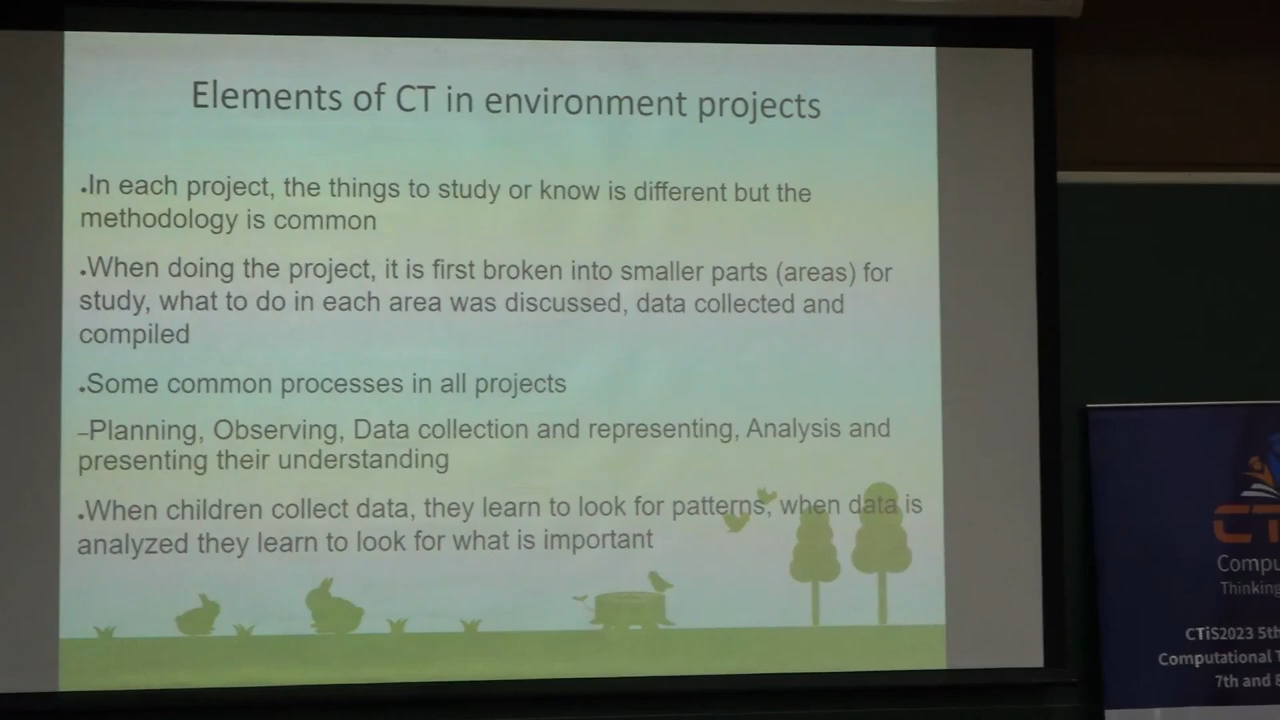 Elements of CT in environment projects
.In each project, the things to study or know is different but the
methodology is common
.When doing the project, it is first broken into smaller parts (areas) for
study, what to do in each area was discussed, data collected and
compiled
.Some common processes in all projects
–Planning, Observing, Data collection and representing, Analysis and
presenting their understanding
.When children collect data, they learn to look for patterns, when data is
analyzed they learn to look for what is important
Thinking
CTiS2023 5th
Computational
7th and